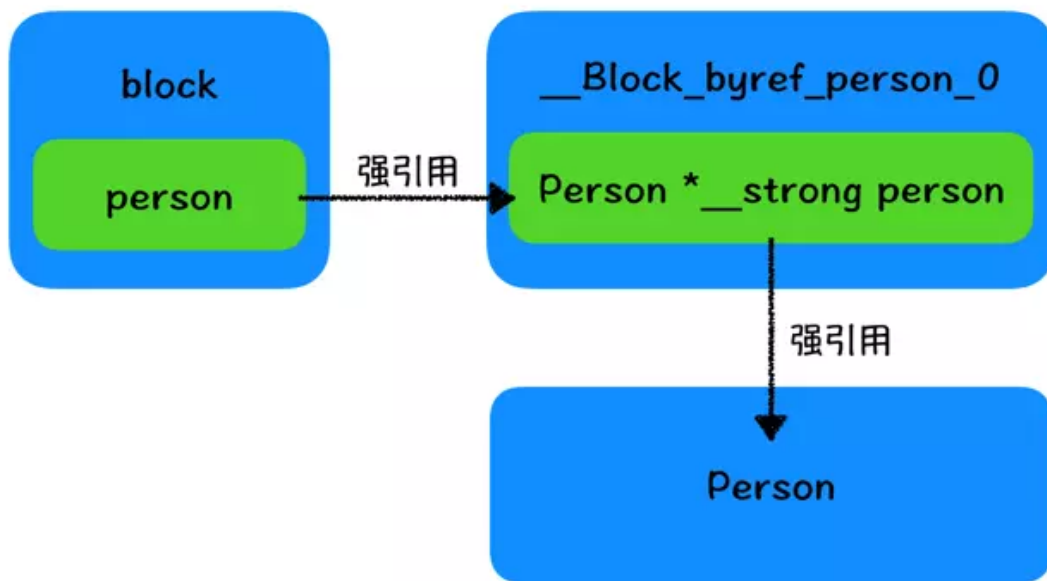 block
__Block_byref_person_0
person
强引用
Person *__strong person
强引用
Person